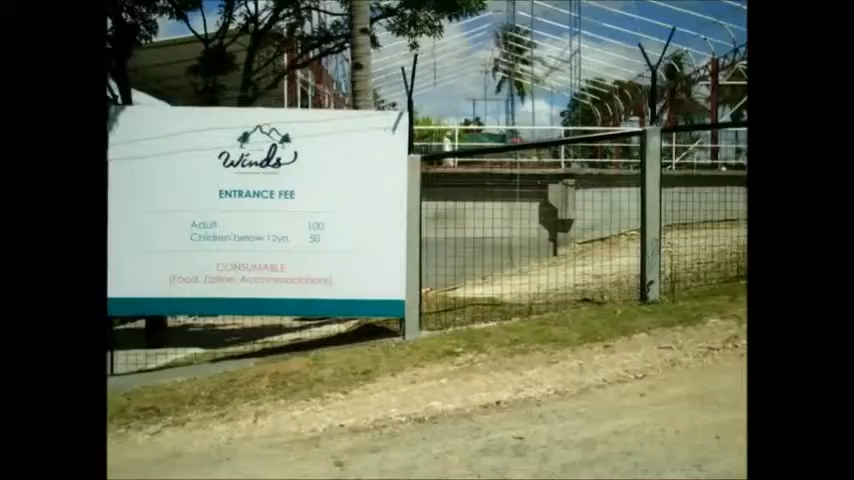 Winds
ENTRANCE FEE
Adult 100
Children below 12yrs. 50
CONSUMABLE
(Food, Zipline, Accommodations)